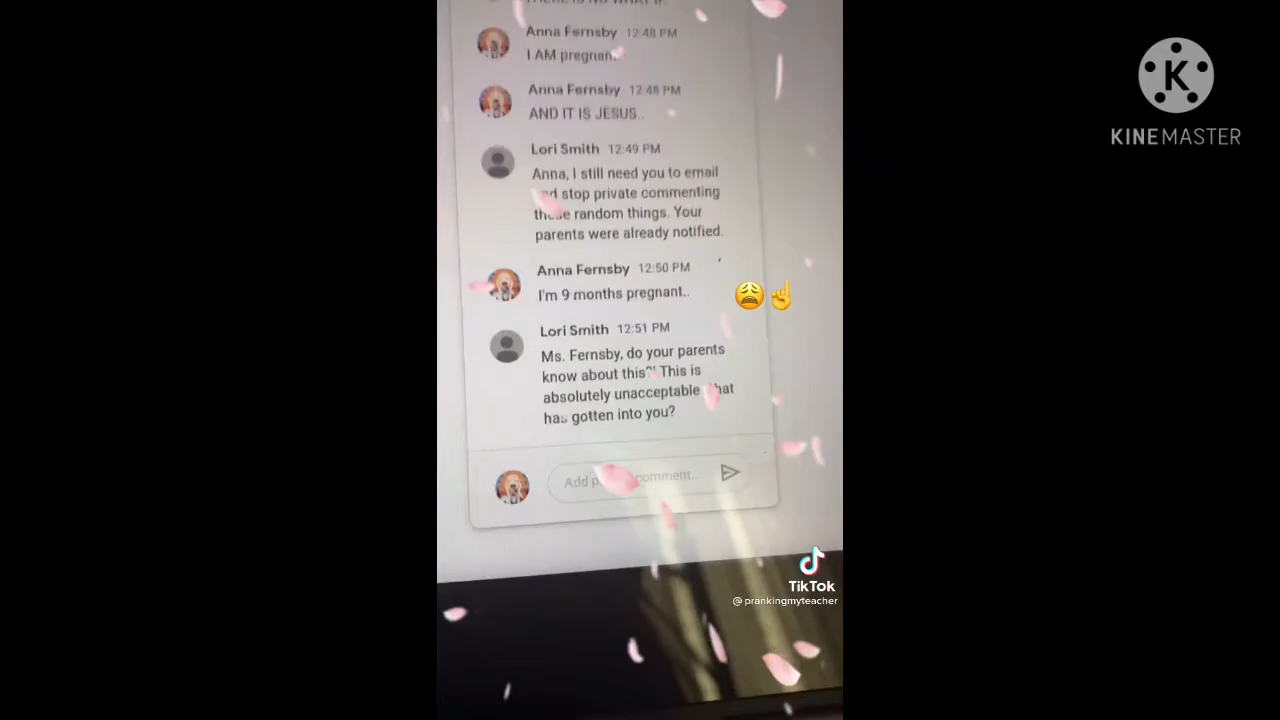 Anna Fernsby 12:48 PM
I AM pregnant.
Anna Fernsby 12:48 PM
AND IT IS JESUS..
Lori Smith 12:49 PM
Anna, I still need you to email
and stop private commenting
these random things. Your
parents were already notified.
Anna Fernsby 12:50 PM
I'm 9 months pregnant..
Lori Smith 12:51 PM
Ms. Fernsby, do your parents
know about this? This is
absolutely unacceptable what
has gotten into you?
Add comment..
K
KINEMASTER
TikTok
@prankingmyteacher